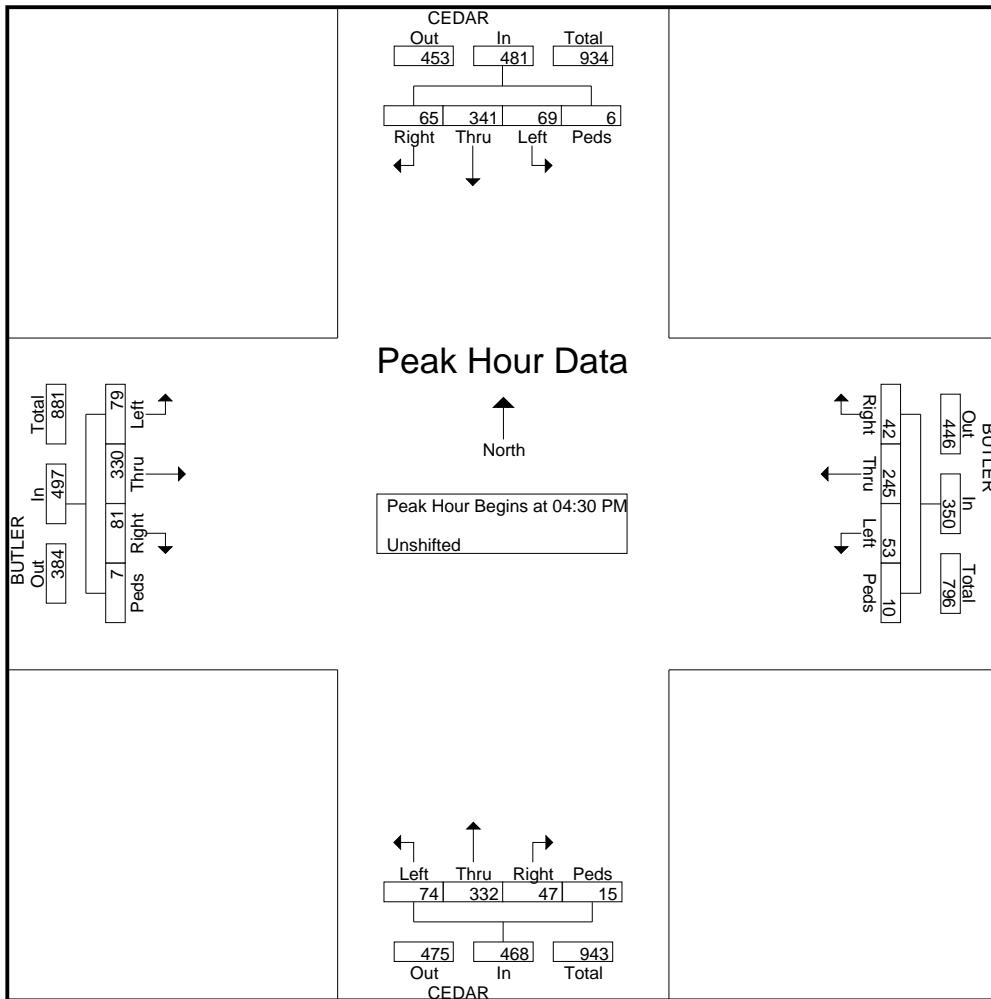 CEDAR
Out In Total
453 481 934
65 341 69 6
Right Thru Left Peds
Peak Hour Data
North
Peak Hour Begins at 04:30 PM
Unshifted
BUTLER
Total In Out
881 497 384
79 330 81 7
Left Thru Right Peds
BUTLER
Out In Total
446 350 796
42 245 53 10
Right Thru Left Peds
Left Thru Right Peds
74 332 47 15
475 468 943
Out In Total
CEDAR